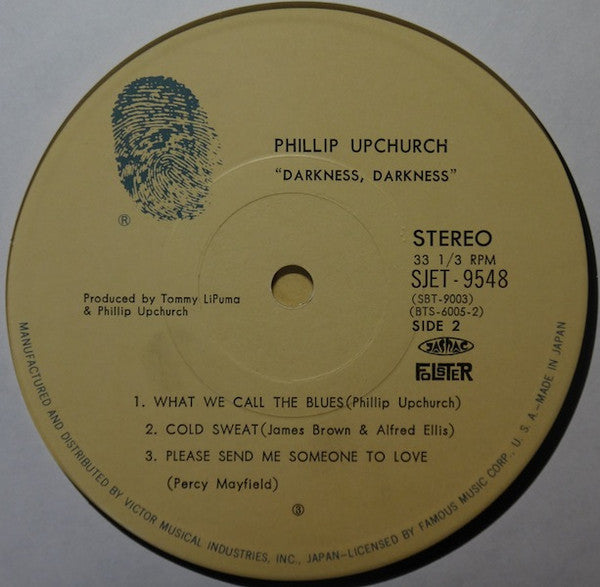 PHILLIP UPCHURCH
"DARKNESS, DARKNESS"
®
STEREO
33 1/3 RPM
SJET-9548
(SBT-9003)
(BTS-6005-2)
SIDE 2
Produced by Tommy LiPuma
& Phillip Upchurch
JASRAC
FOLSTER
1. WHAT WE CALL THE BLUES(Phillip Upchurch)
2. COLD SWEAT(James Brown & Alfred Ellis)
3. PLEASE SEND ME SOMEONE TO LOVE
(Percy Mayfield)
③
MANUFACTURED AND DISTRIBUTED BY VICTOR MUSICAL INDUSTRIES, INC., JAPAN-LICENSED BY FAMOUS MUSIC CORP., U. S. A.-MADE IN JAPAN